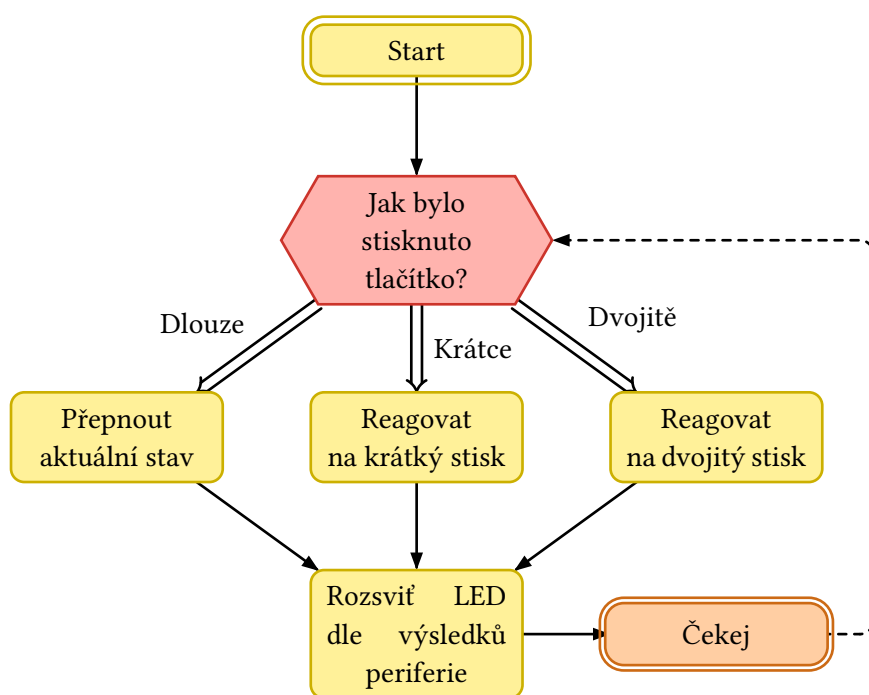 Start
Jak bylo
stisknuto
tlačítko?
Dlouze
Krátce
Dvojitě
Přepnout
aktuální stav
Reagovat
na krátký stisk
Reagovat
na dvojitý stisk
Rozsviť LED
dle výsledků
periferie
Čekej